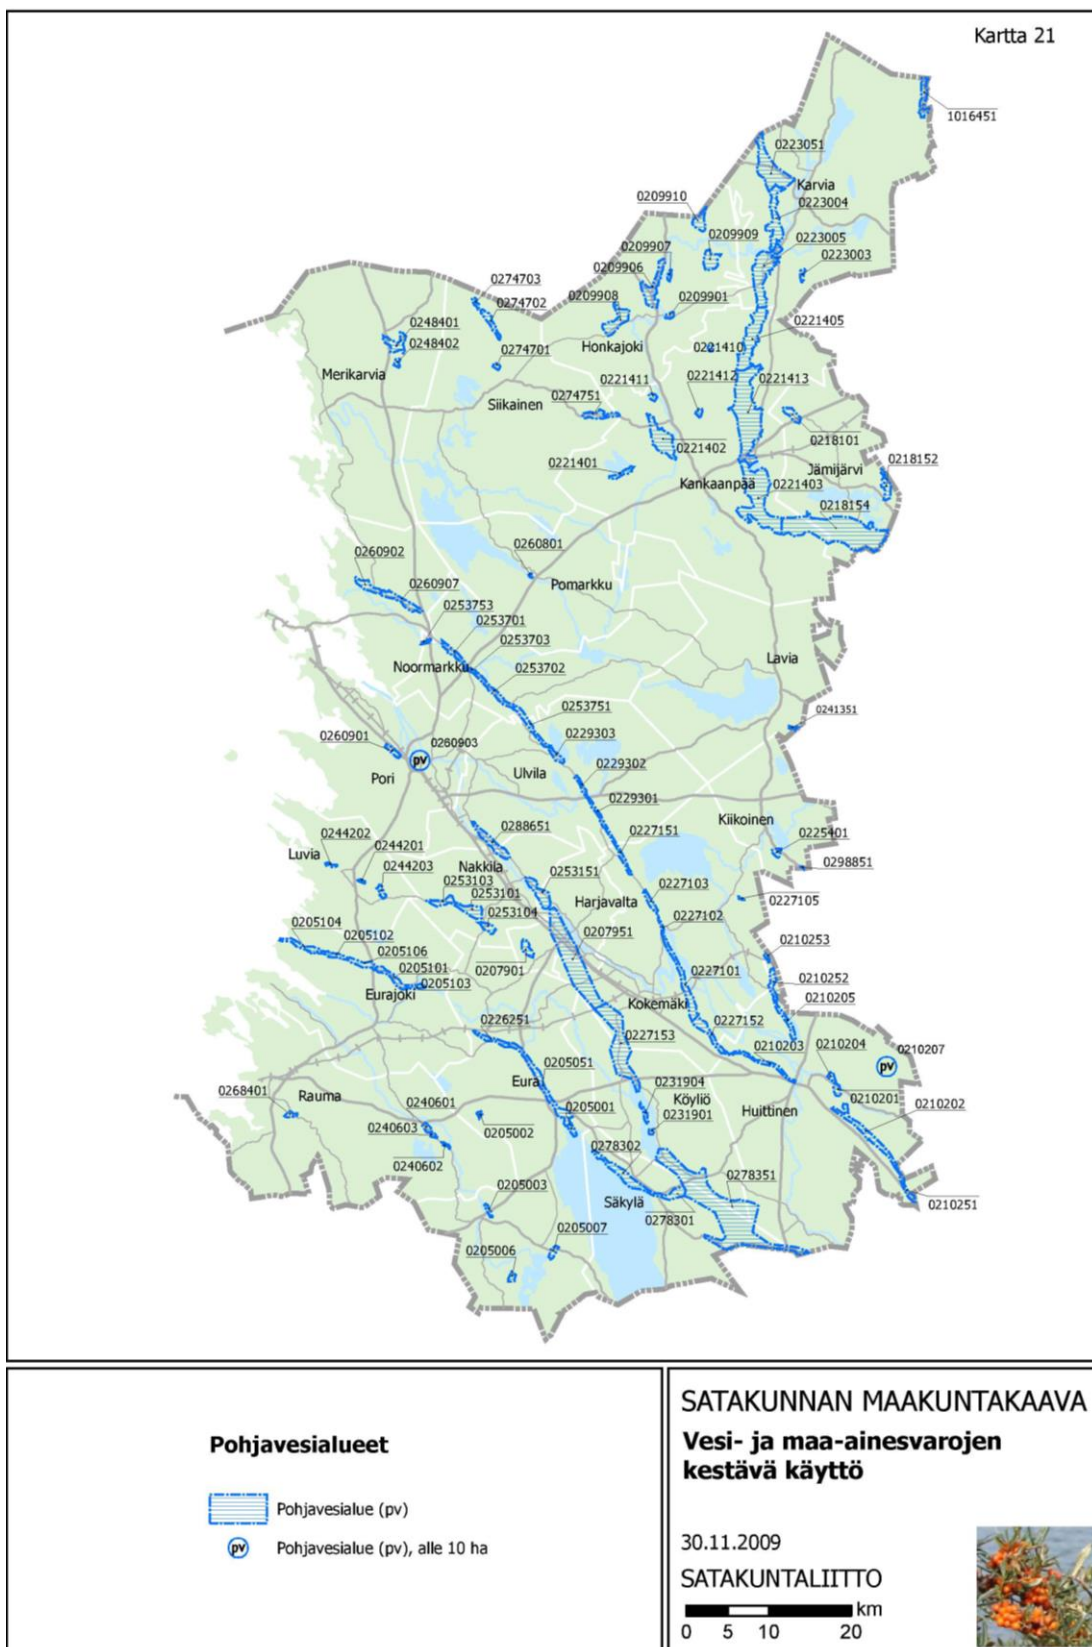 Kartta 21
1016451
0223051
Karvia
0209910
0223004
0209909
0209907
0223005
0223003
0209906
0274703
0209908
0209901
0274702
0248401
0221405
0248402
Honkajoki
0221410
0274701
Merikarvia
0221411
0221412
0221413
Siikainen
0274751
0218101
0221402
0218152
Jämijärvi
0221401
Kankaanpää
0221403
0218154
0260801
0260902
Pomarkku
0260907
0253753
0253701
0253703
Lavia
Noormarkku
0253702
0253751
0241351
0260901
0260903
pv
0229303
Pori
Ulvila
0229302
0229301
Kiikoinen
0288651
0227151
0225401
0244202
Luvia
0244201
0244203
Nakkila
0253151
0298851
0253103
0253101
0227103
0227105
Harjavalta
0253104
0205104
0227102
0205102
0207951
0210253
0205106
0207901
0205101
0227101
0210252
0205103
Eurajoki
Kokemäki
0210205
0226251
0227152
0227153
0210203
0210204
0210207
pv
0205051
Eura
0231904
0210201
0268401
Rauma
0240601
Köyliö
0205001
Huittinen
0210202
0231901
0240603
0205002
0278302
0240602
0278351
0205003
Säkylä
0210251
0278301
0205007
0205006
Pohjavesialueet
Pohjavesialue (pv)
pv
Pohjavesialue (pv), alle 10 ha
SATAKUNNAN MAAKUNTAKAAVA
Vesi- ja maa-ainesvarojen
kestävä käyttö
30.11.2009
SATAKUNTALIITTO
km
0 5 10 20